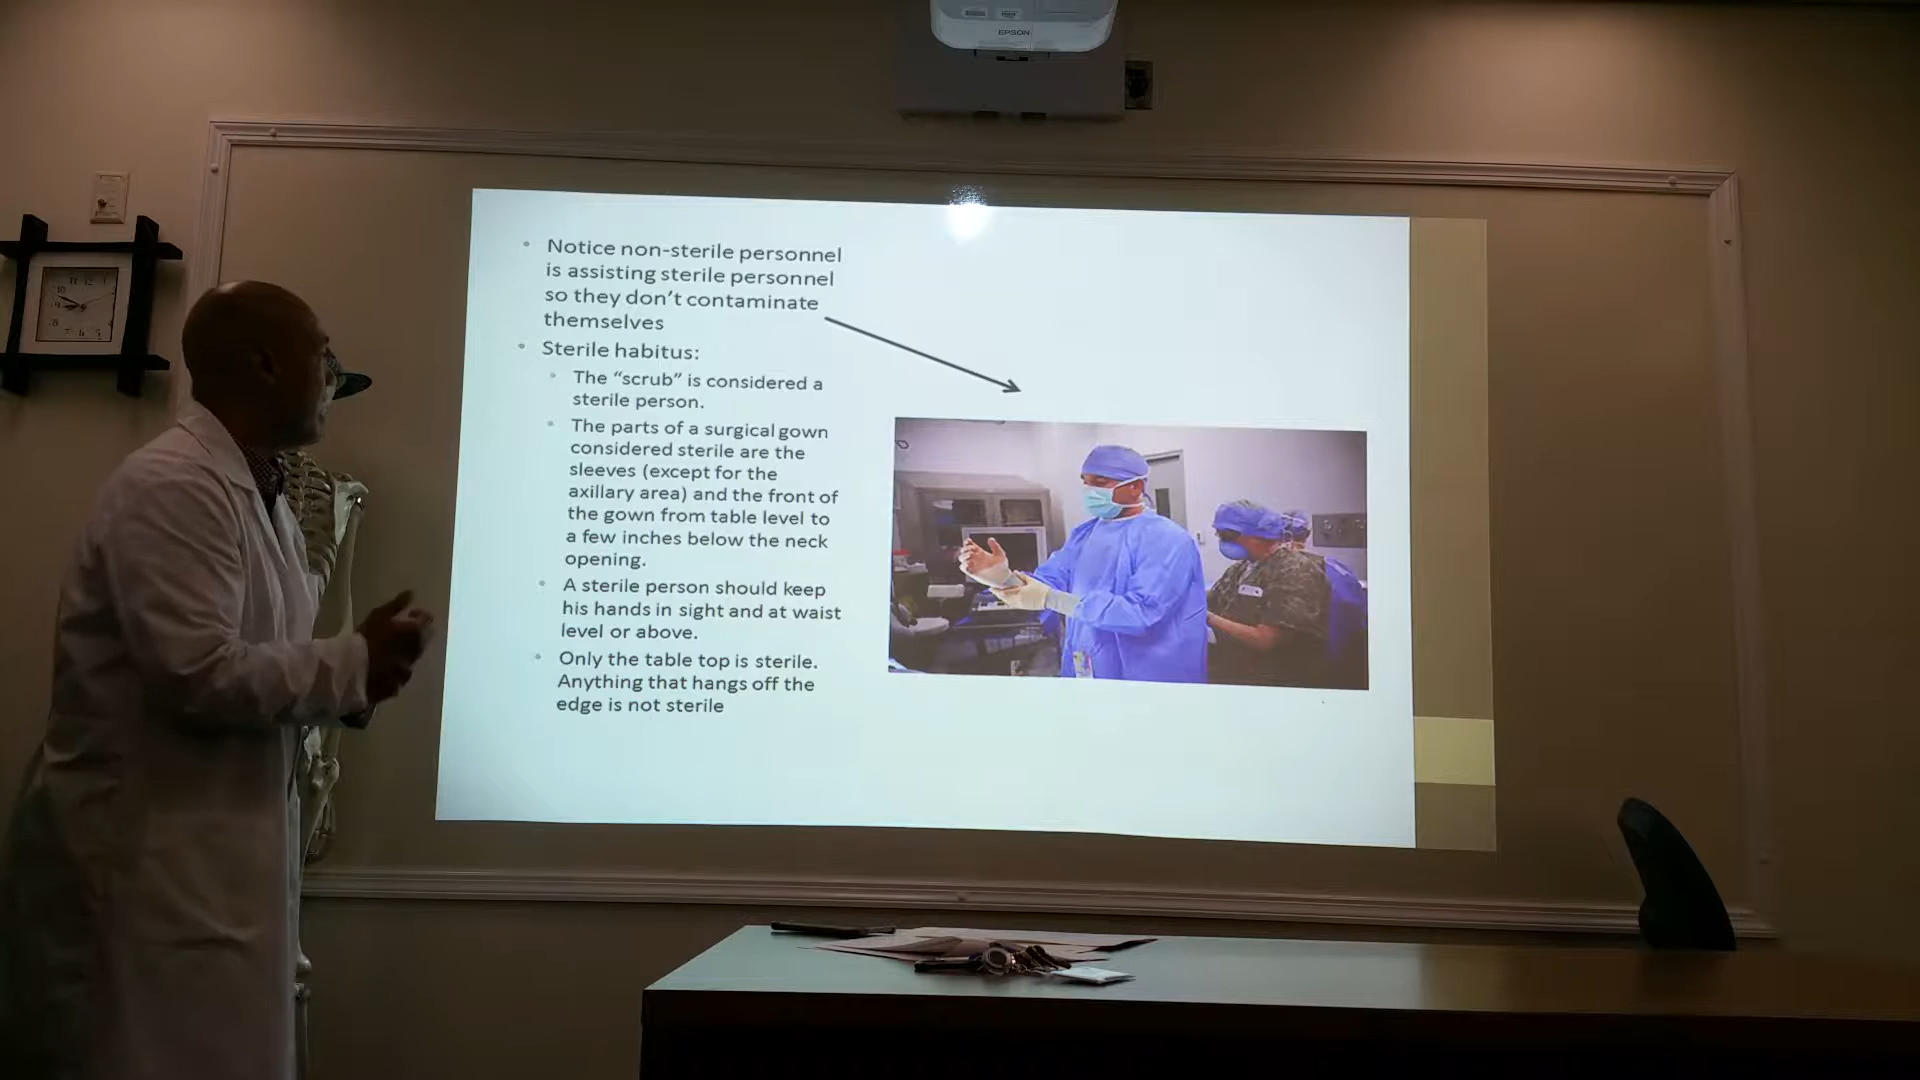 EPSON
• Notice non-sterile personnel
is assisting sterile personnel
so they don't contaminate
themselves
• Sterile habitus:
• The "scrub" is considered a
sterile person.
• The parts of a surgical gown
considered sterile are the
sleeves (except for the
axillary area) and the front of
the gown from table level to
a few inches below the neck
opening.
• A sterile person should keep
his hands in sight and at waist
level or above.
• Only the table top is sterile.
Anything that hangs off the
edge is not sterile